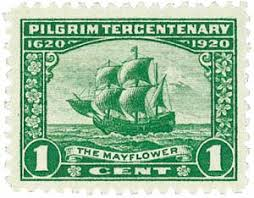 PILGRIM TERCENTENARY
1620 1920
THE MAYFLOWER
1 CENT 1